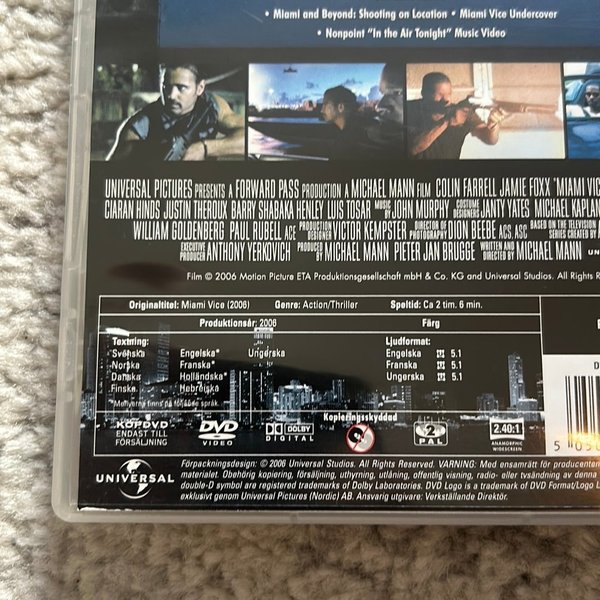 • Miami and Beyond: Shooting on Location • Miami Vice Undercover
• Nonpoint "In the Air Tonight" Music Video
UNIVERSAL PICTURES PRESENTS A FORWARD PASS PRODUCTION A MICHAEL MANN FILM COLIN FARRELL JAMIE FOXX "MIAMI VIC
CIARAN HINDS JUSTIN THEROUX BARRY SHABAKA HENLEY LUIS TOSAR MUSIC BY JOHN MURPHY COSTUME DESIGNERS JANTY YATES MICHAEL KAPLAN
WILLIAM GOLDENBERG PAUL RUBELL ACE PRODUCTION DESIGNER VICTOR KEMPSTER DIRECTOR OF PHOTOGRAPHY DION BEEBE ACS, ASC BASED ON THE TELEVISION SERIES CREATED BY
EXECUTIVE PRODUCER ANTHONY YERKOVICH PRODUCED BY MICHAEL MANN PIETER JAN BRUGGE WRITTEN AND DIRECTED BY MICHAEL MANN
Film © 2006 Motion Picture ETA Produktionsgesellschaft mbH & Co. KG and Universal Studios. All Rights
Originaltitel: Miami Vice (2006) Genre: Action/Thriller Speltid: Ca 2 tim. 6 min.
Produktionsår: 2006 Färg
Textning: Ljudformat:
Svenska Engelska* Ungerska Engelska 5.1
Norska Franska* Franska 5.1
Danska Holländska* Ungerska 5.1
Finska Hebreiska
*Motiverna finns på följande språk.
Kopieringsskyddad
KÖPDVD
ENDAST TILL
FÖRSÄLJNING
DVD
VIDEO
DOLBY
DIGITAL
2
PAL
2.40:1
ANAMORPHIC
WIDESCREEN
UNIVERSAL
Förpackningsdesign: © 2006 Universal Studios. All Rights Reserved. VARNING: Med ensamrätt för producenten
materialet. Obehörig kopiering, försäljning, uthyrning, utlåning, offentlig visning, radio- eller tv-sändning av denna
double-D symbol are registered trademarks of Dolby Laboratories. DVD Logo is a trademark of DVD Format/Logo L
exklusivt genom Universal Pictures (Nordic) AB. Ansvarig utgivare: Verkställande Direktör.